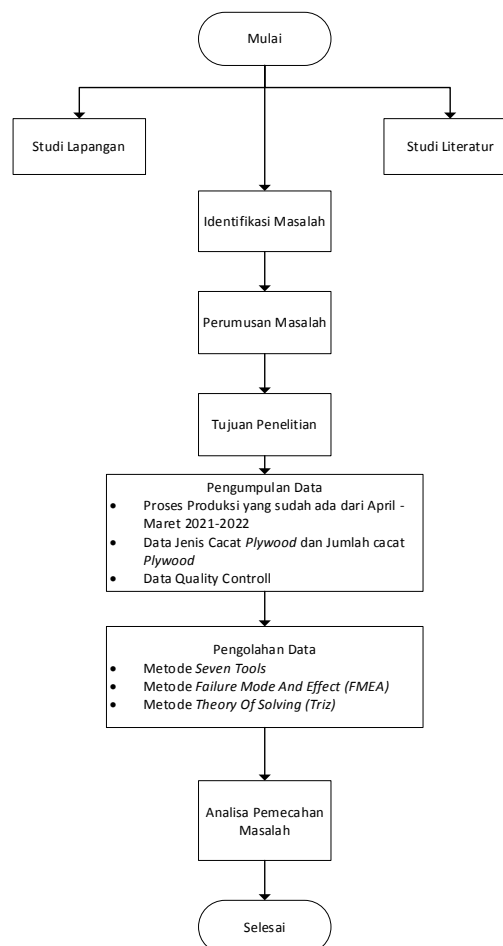 Mulai
Studi Lapangan
Studi Literatur
Identifikasi Masalah
Perumusan Masalah
Tujuan Penelitian
Pengumpulan Data
• Proses Produksi yang sudah ada dari April -
Maret 2021-2022
• Data Jenis Cacat Plywood dan Jumlah cacat
Plywood
• Data Quality Controll
Pengolahan Data
• Metode Seven Tools
• Metode Failure Mode And Effect (FMEA)
• Metode Theory Of Solving (Triz)
Analisa Pemecahan
Masalah
Selesai